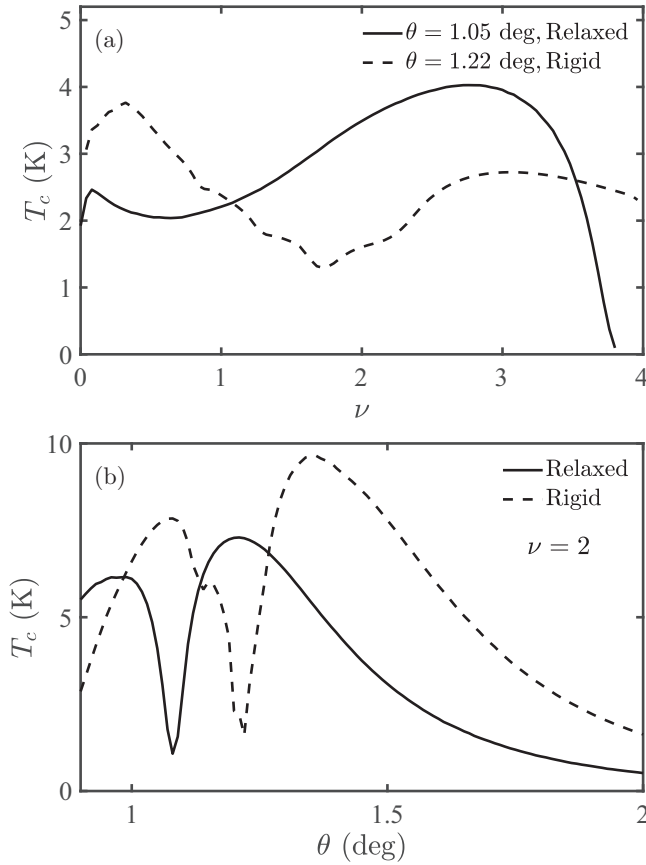 (a)
θ = 1.05 deg, Relaxed
θ = 1.22 deg, Rigid
5
4
3
2
1
0
T_c (K)
0 1 2 3 4
ν
(b)
Relaxed
Rigid
ν = 2
10
5
0
T_c (K)
1 1.5 2
θ (deg)